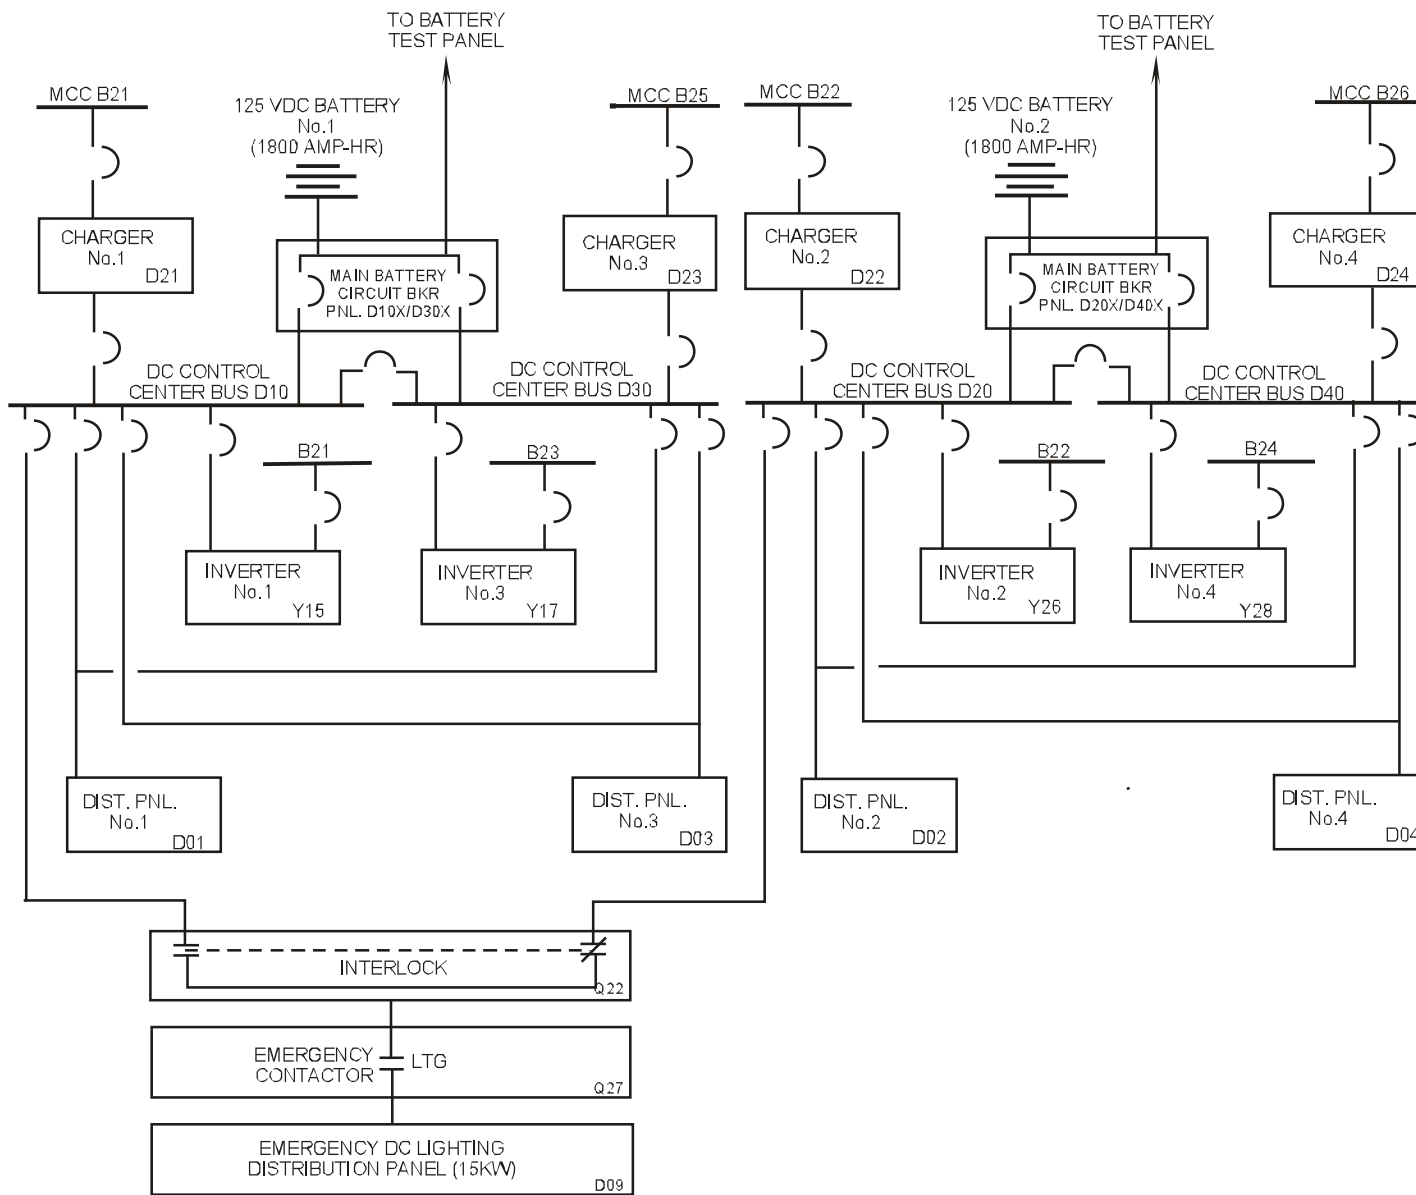 TO BATTERY
TEST PANEL
TO BATTERY
TEST PANEL
MCC B21
125 VDC BATTERY
No.1
(1800 AMP-HR)
MCC B25
MCC B22
125 VDC BATTERY
No.2
(1800 AMP-HR)
MCC B26
CHARGER
No.1
D21
MAIN BATTERY
CIRCUIT BKR
PNL. D10X/D30X
CHARGER
No.3
D23
CHARGER
No.2
D22
MAIN BATTERY
CIRCUIT BKR
PNL. D20X/D40X
CHARGER
No.4
D24
DC CONTROL
CENTER BUS D10
DC CONTROL
CENTER BUS D30
DC CONTROL
CENTER BUS D20
DC CONTROL
CENTER BUS D40
B21
B23
B22
B24
INVERTER
No.1
Y15
INVERTER
No.3
Y17
INVERTER
No.2
Y26
INVERTER
No.4
Y28
DIST. PNL.
No.1
D01
DIST. PNL.
No.3
D03
DIST. PNL.
No.2
D02
DIST. PNL.
No.4
D04
INTERLOCK
Q22
EMERGENCY
CONTACTOR
LTG
Q27
EMERGENCY DC LIGHTING
DISTRIBUTION PANEL (15KW)
D09